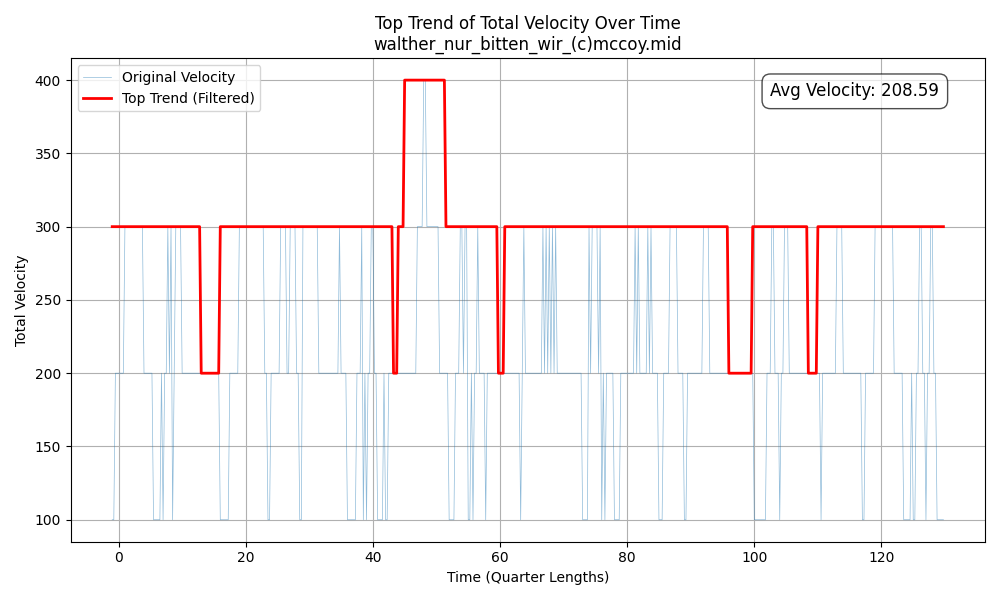 Top Trend of Total Velocity Over Time
walther_nur_bitten_wir_(c)mccoy.mid
Original Velocity
Top Trend (Filtered)
Avg Velocity: 208.59
Total Velocity
400
350
300
250
200
150
100
0 20 40 60 80 100 120
Time (Quarter Lengths)